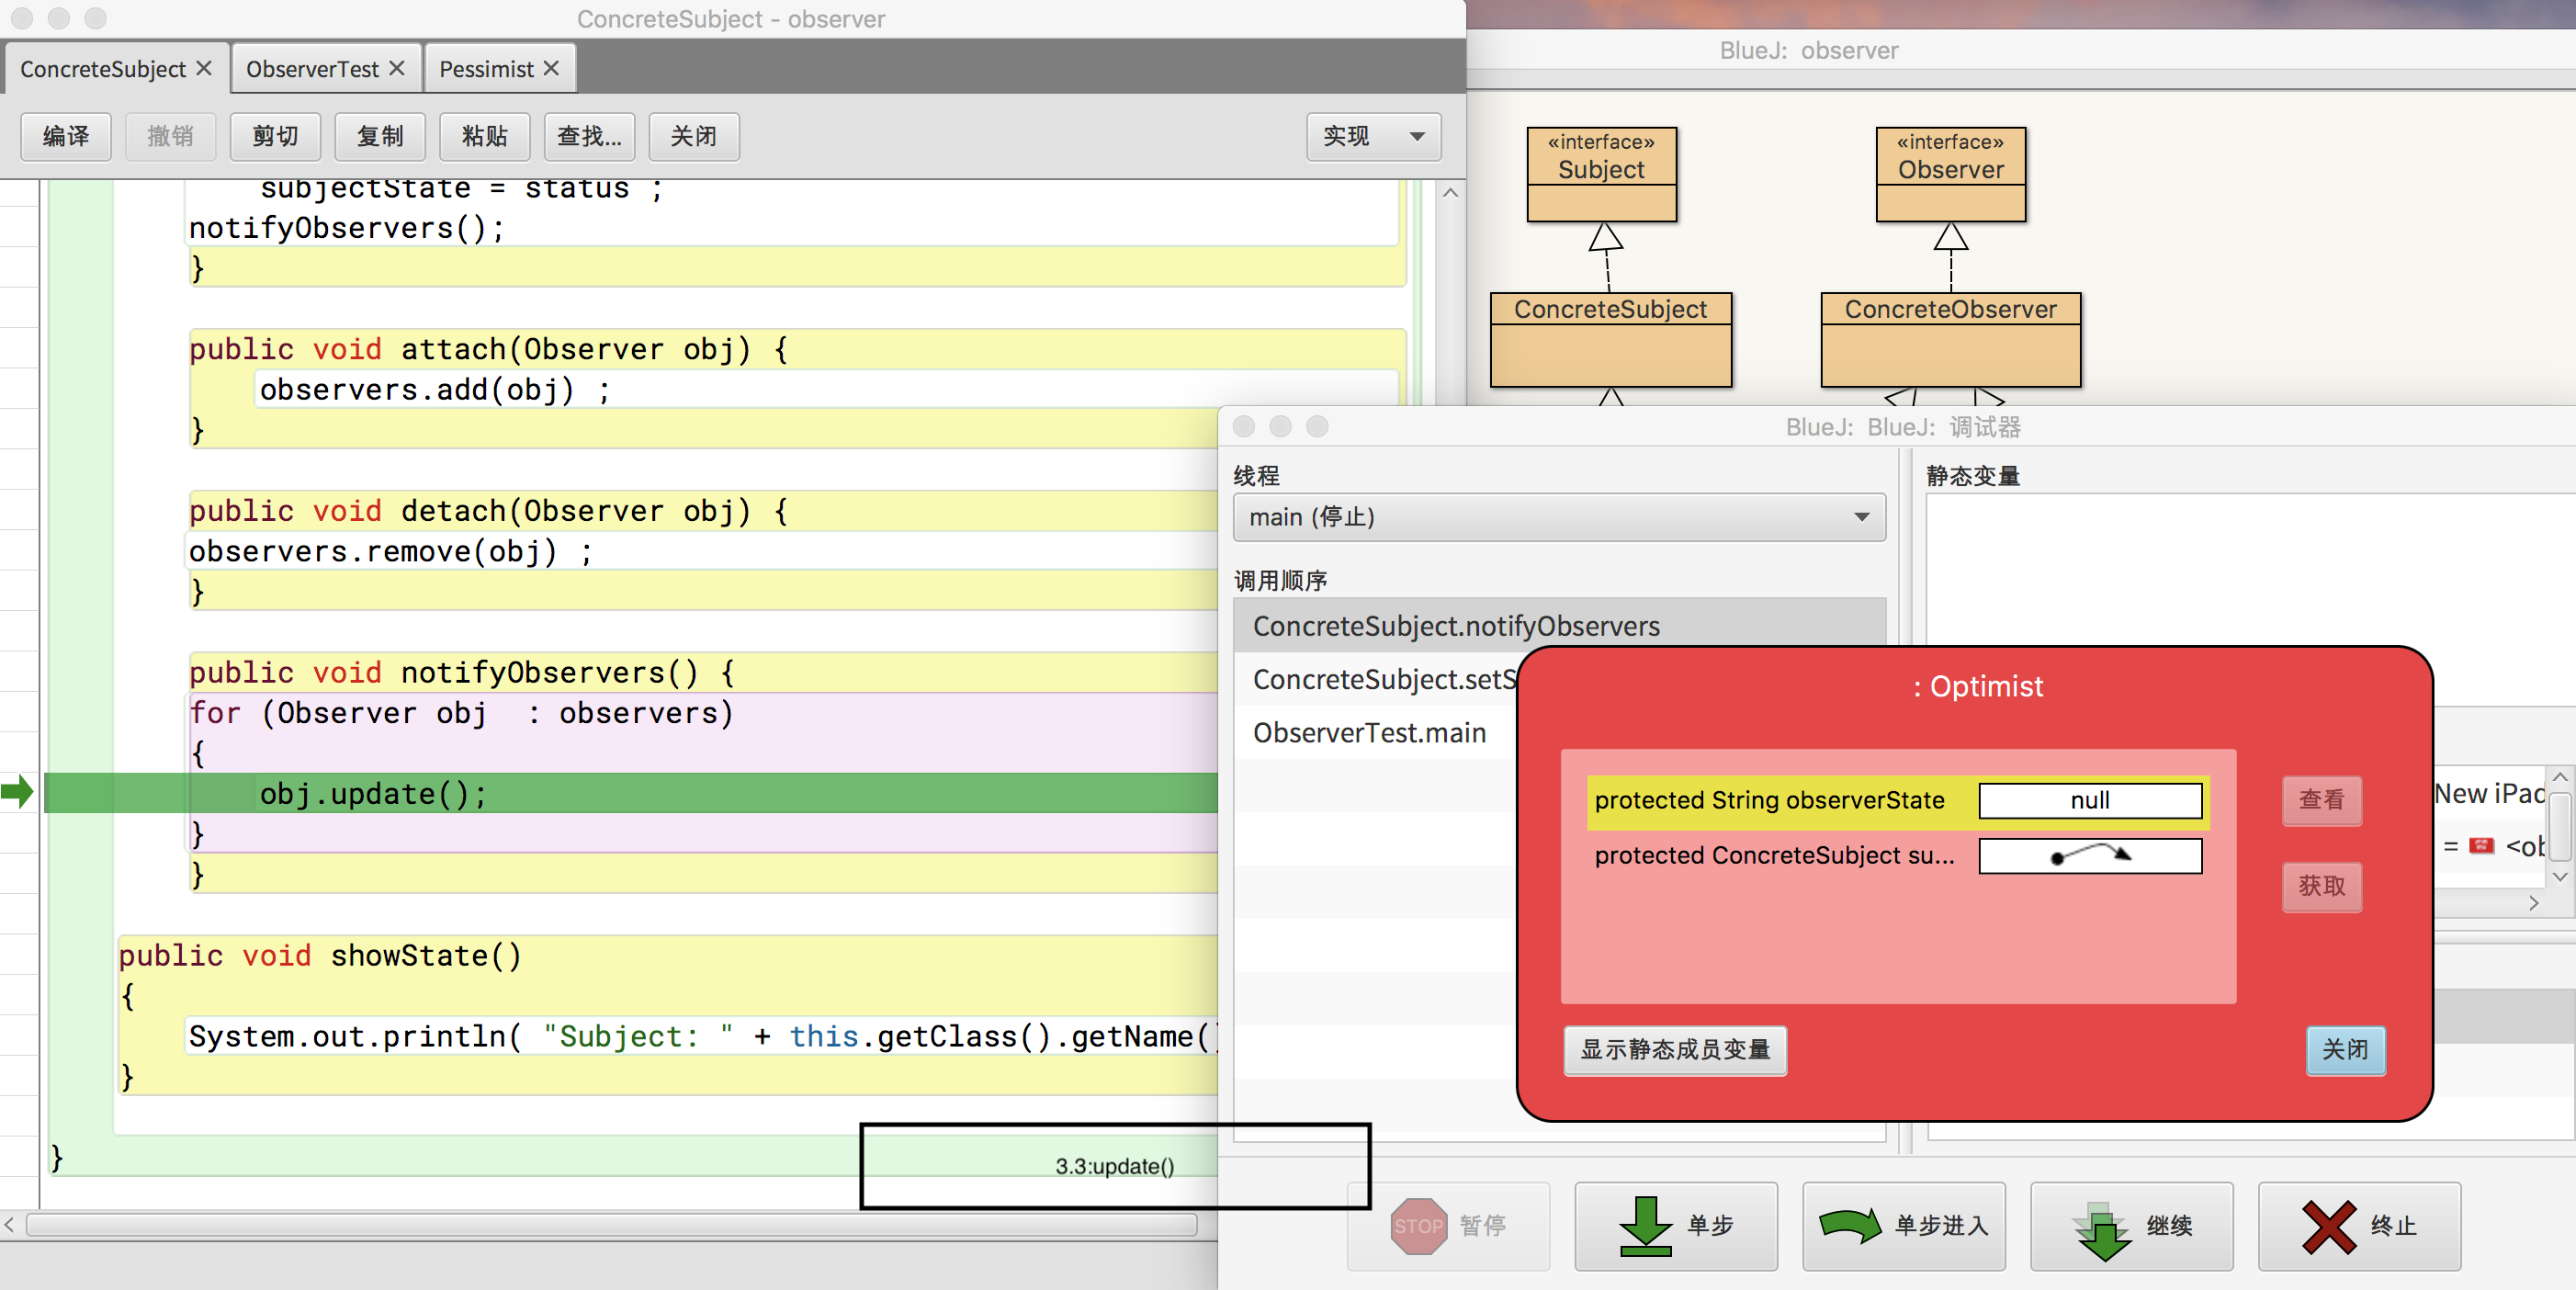 ConcreteSubject - observer
ConcreteSubject
ObserverTest
Pessimist
编译
撤销
剪切
复制
粘贴
查找...
关闭
实现
subjectState = status ;
notifyObservers();
}
public void attach(Observer obj) {
observers.add(obj) ;
}
public void detach(Observer obj) {
observers.remove(obj) ;
}
public void notifyObservers() {
for (Observer obj  : observers)
{
obj.update();
}
}
public void showState()
{
System.out.println( "Subject: " + this.getClass().getName()
}
}
3.3:update()
BlueJ:  observer
«interface»
Subject
«interface»
Observer
ConcreteSubject
ConcreteObserver
BlueJ:  BlueJ:  调试器
线程
main (停止)
调用顺序
ConcreteSubject.notifyObservers
ConcreteSubject.setS
ObserverTest.main
静态变量
New iPad
= <ob
: Optimist
protected String observerState
null
protected ConcreteSubject su...
查看
获取
显示静态成员变量
关闭
STOP 暂停
单步
单步进入
继续
终止